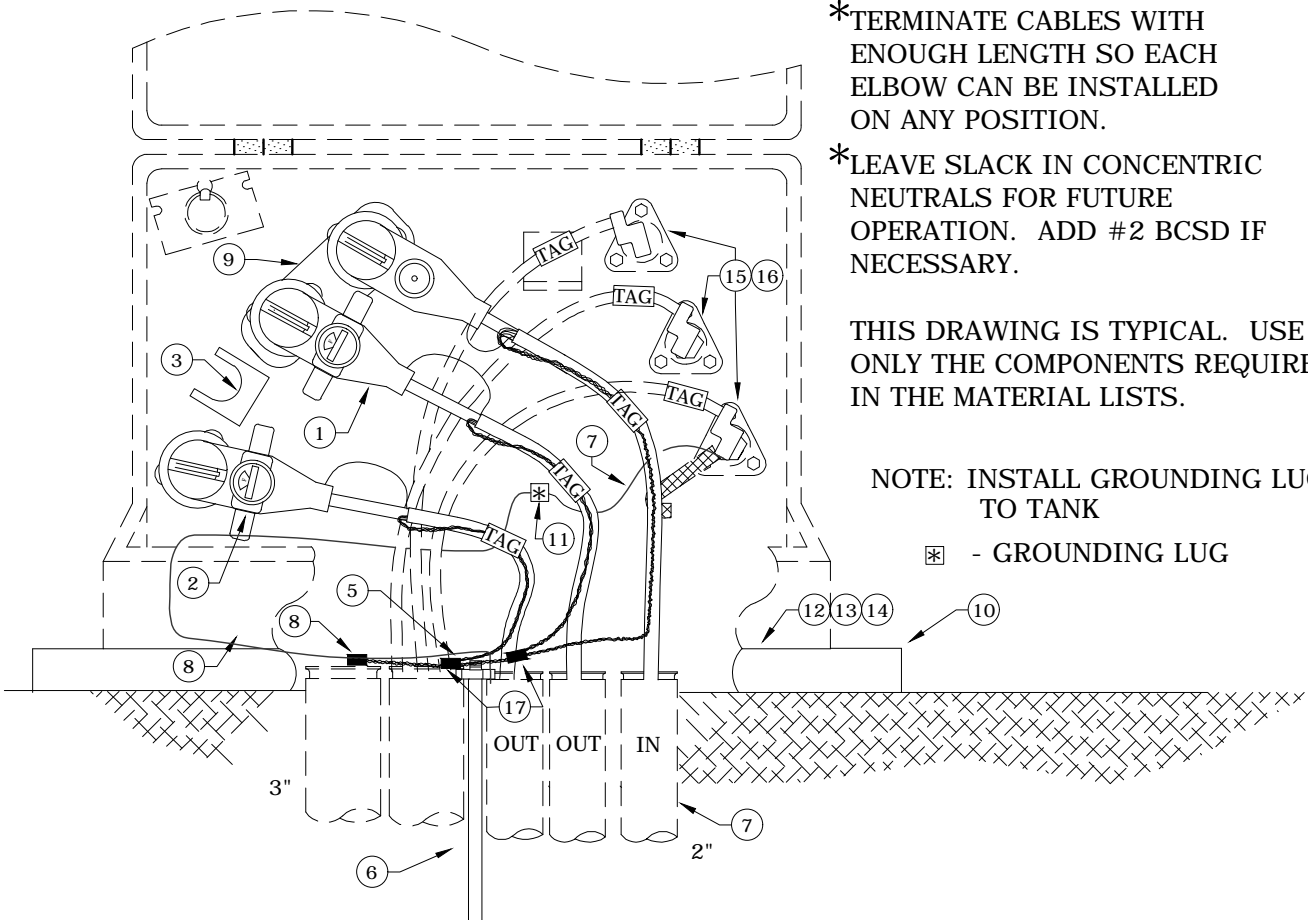 *TERMINATE CABLES WITH
ENOUGH LENGTH SO EACH
ELBOW CAN BE INSTALLED
ON ANY POSITION.
*LEAVE SLACK IN CONCENTRIC
NEUTRALS FOR FUTURE
OPERATION.  ADD #2 BCSD IF
NECESSARY.
THIS DRAWING IS TYPICAL.  USE
ONLY THE COMPONENTS REQUIRE
IN THE MATERIAL LISTS.
NOTE: INSTALL GROUNDING LUG
TO TANK
* - GROUNDING LUG
TAG
9
15 16
TAG
3
TAG
TAG
1
7
TAG
*
TAG
11
2
5
8
12 13 14
10
8
17
OUT OUT IN
3"
7
2"
6